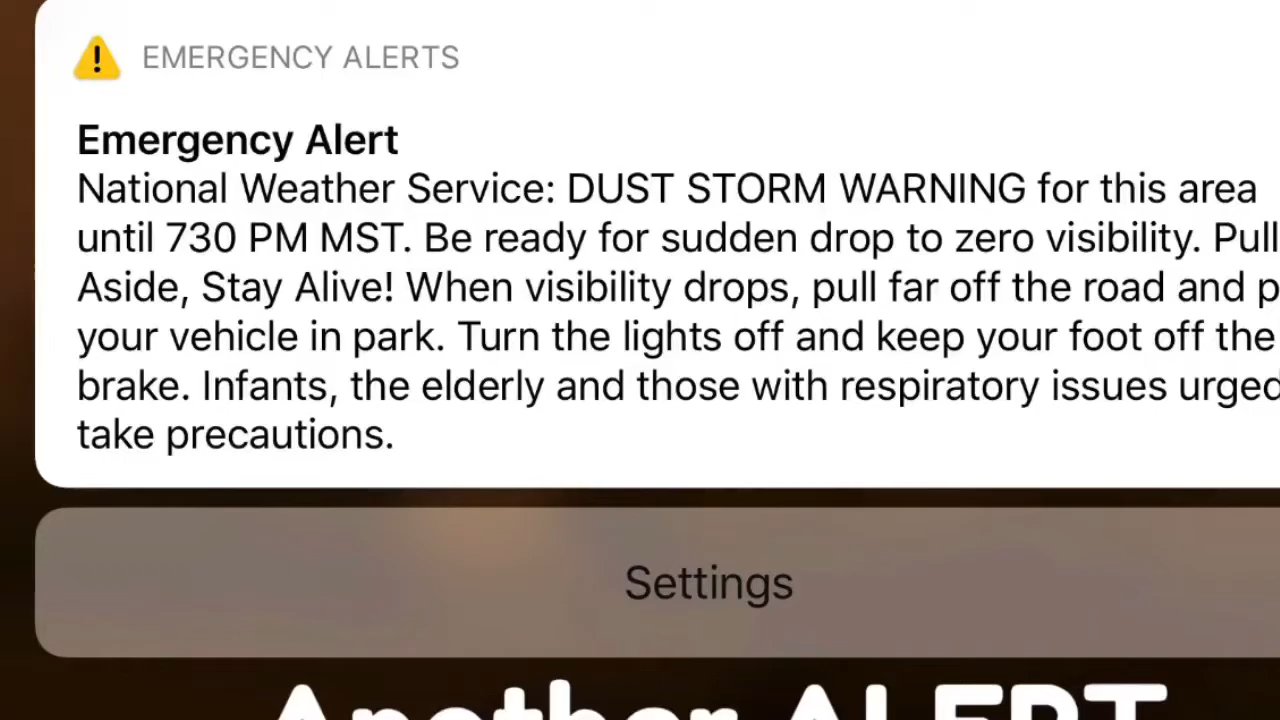 EMERGENCY ALERTS
Emergency Alert
National Weather Service: DUST STORM WARNING for this area
until 730 PM MST. Be ready for sudden drop to zero visibility. Pull
Aside, Stay Alive! When visibility drops, pull far off the road and p
your vehicle in park. Turn the lights off and keep your foot off the
brake. Infants, the elderly and those with respiratory issues urged
take precautions.
Settings
Another ALERT